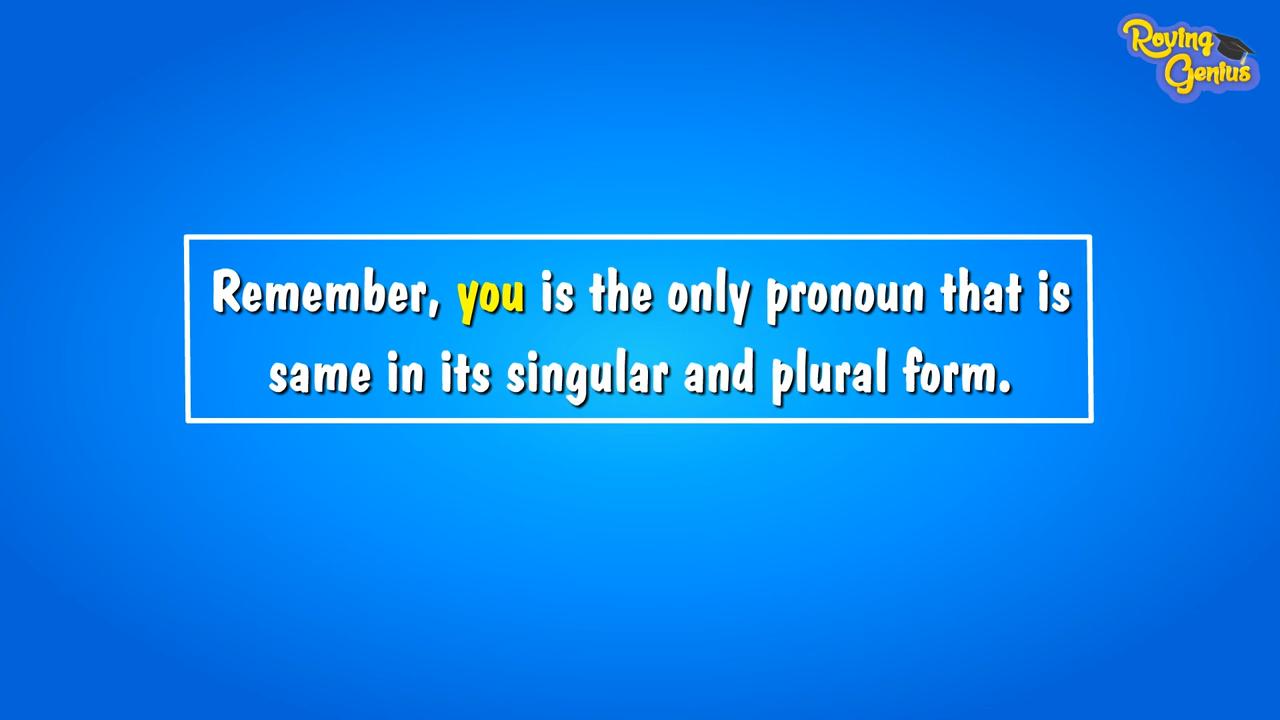 Roving
Genius
Remember, you is the only pronoun that is
same in its singular and plural form.